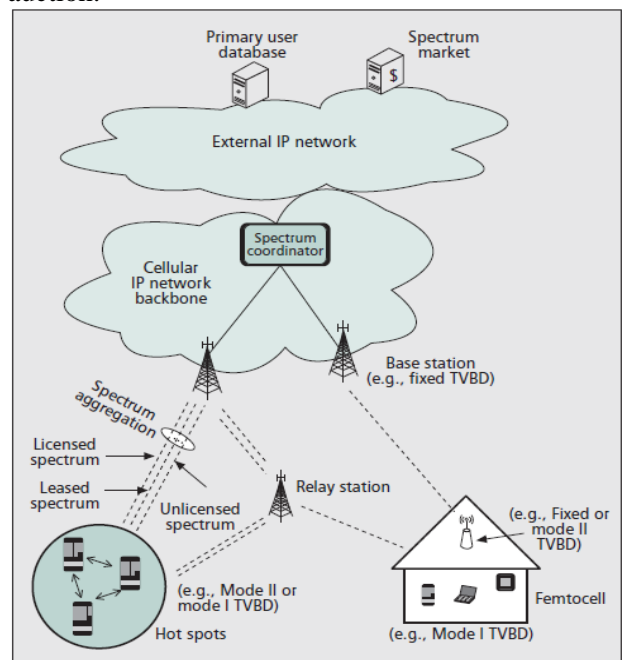 auction.
Primary user
database
Spectrum
market
$
External IP network
Spectrum
coordinator
Cellular
IP network
backbone
Base station
(e.g., fixed TVBD)
Spectrum
aggregation
Licensed
spectrum
Leased
spectrum
Unlicensed
spectrum
Relay station
(e.g., Fixed or
mode II
TVBD)
(e.g., Mode II or
mode I TVBD)
Hot spots
Femtocell
(e.g., Mode I TVBD)